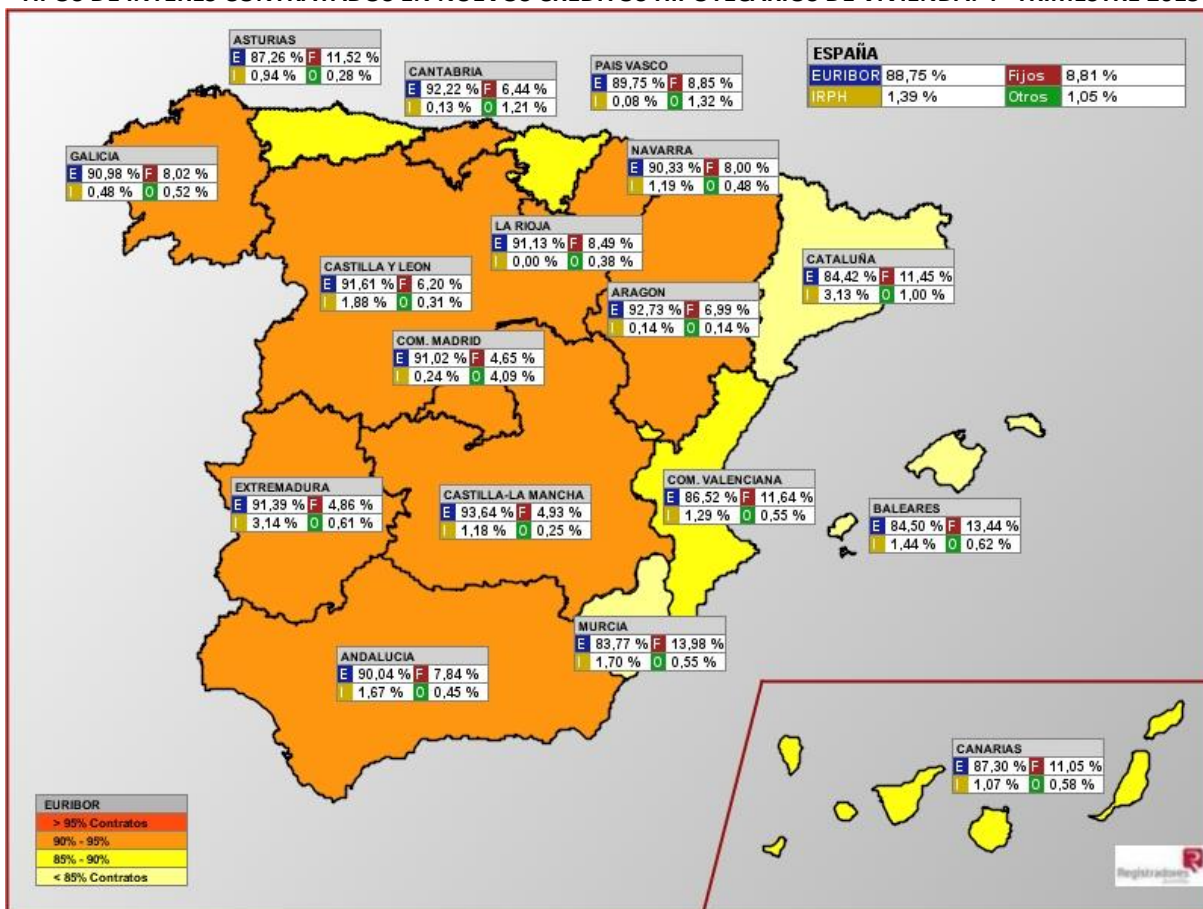 ASTURIAS
E 87,26 % F 11,52 %
I 0,94 % O 0,28 %
CANTABRIA
E 92,22 % F 6,44 %
I 0,13 % O 1,21 %
PAIS VASCO
E 89,75 % F 8,85 %
I 0,08 % O 1,32 %
ESPAÑA
EURIBOR 88,75 % Fijos 8,81 %
IRPH 1,39 % Otros 1,05 %
GALICIA
E 90,98 % F 8,02 %
I 0,48 % O 0,52 %
NAVARRA
E 90,33 % F 8,00 %
I 1,19 % O 0,48 %
LA RIOJA
E 91,13 % F 8,49 %
I 0,00 % O 0,38 %
CASTILLA Y LEON
E 91,61 % F 6,20 %
I 1,88 % O 0,31 %
CATALUÑA
E 84,42 % F 11,45 %
I 3,13 % O 1,00 %
ARAGON
E 92,73 % F 6,99 %
I 0,14 % O 0,14 %
COM. MADRID
E 91,02 % F 4,65 %
I 0,24 % O 4,09 %
EXTREMADURA
E 91,39 % F 4,86 %
I 3,14 % O 0,61 %
CASTILLA-LA MANCHA
E 93,64 % F 4,93 %
I 1,18 % O 0,25 %
COM. VALENCIANA
E 86,52 % F 11,64 %
I 1,29 % O 0,55 %
BALEARES
E 84,50 % F 13,44 %
I 1,44 % O 0,62 %
MURCIA
E 83,77 % F 13,98 %
I 1,70 % O 0,55 %
ANDALUCIA
E 90,04 % F 7,84 %
I 1,67 % O 0,45 %
CANARIAS
E 87,30 % F 11,05 %
I 1,07 % O 0,58 %
EURIBOR
> 95% Contratos
90% - 95%
85% - 90%
< 85% Contratos
Registradores